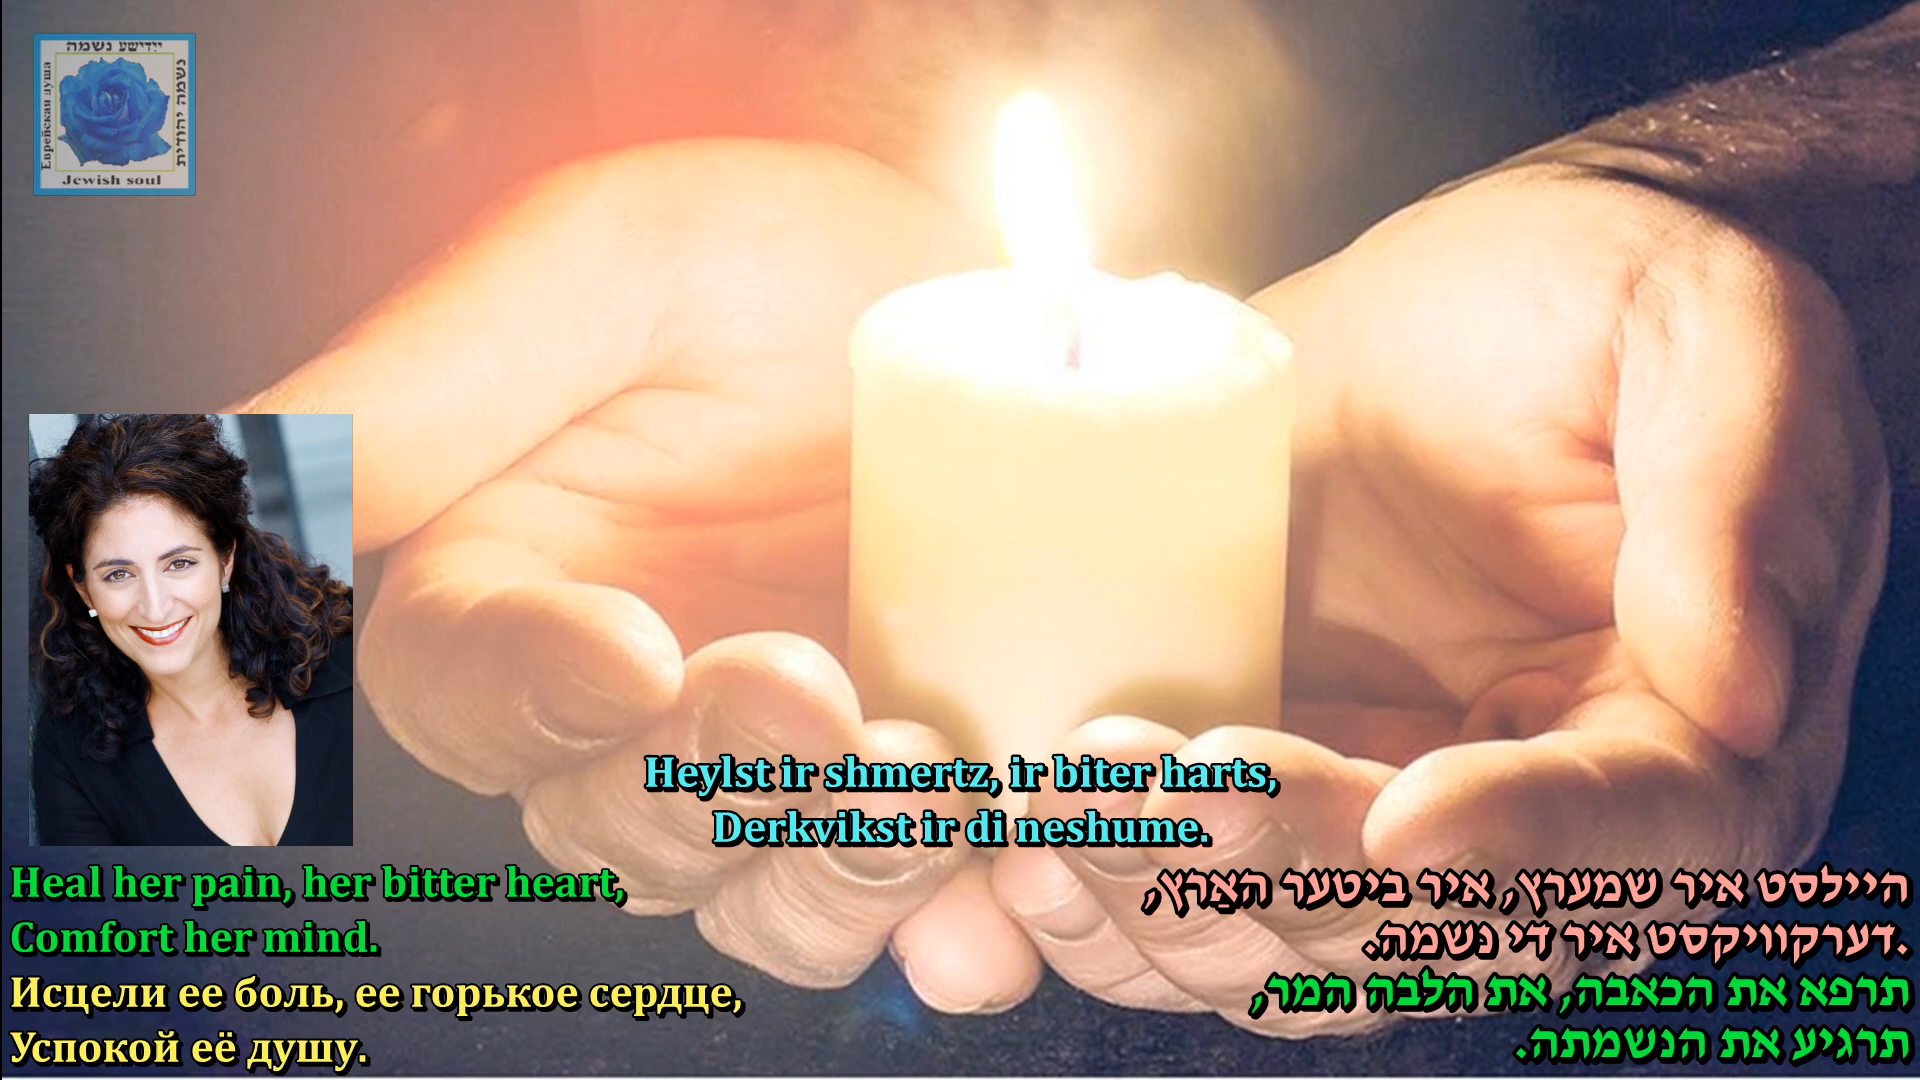 ייִדישע נשמה
Еврейская душа
נשמה יהודית
Jewish soul
Heylst ir shmertz, ir biter harts,
Derkvikst ir di neshume.
Heal her pain, her bitter heart,
Comfort her mind.
Исцели ее боль, ее горькое сердце,
Успокой её душу.
היילסט איר שמערץ, איר ביטער האַרץ,
.דערקוויקסט איר די נשמה.
תרפא את הכאבה, את הלבה המר,
תרגיע את הנשמתה.